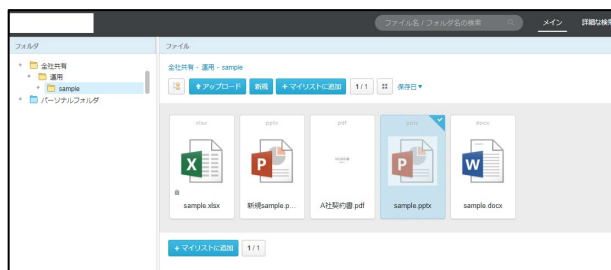 ファイル名 / フォルダ名の検索
メイン
詳細な検索
フォルダ
ファイル
全社共有
運用
sample
パーソナルフォルダ
全社共有 › 運用 › sample
アップロード
新規
+ マイリストに追加
1 / 1
保存日▼
xlsx
pptx
pdf
pptx
docx
sample.xlsx
新規sample.p...
A社契約書.pdf
sample.pptx
sample.docx
+ マイリストに追加
1 / 1